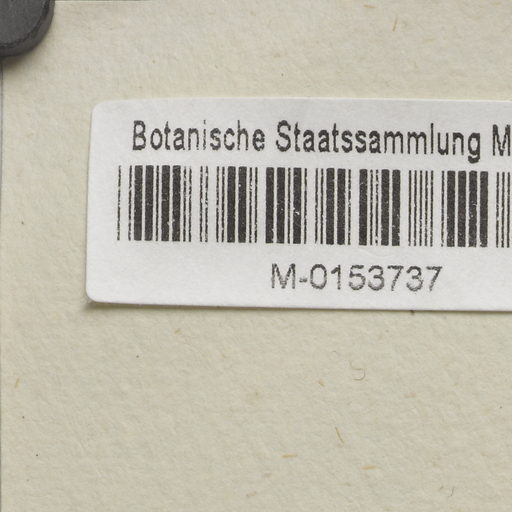 Botanische Staatssammlung M
M-0153737